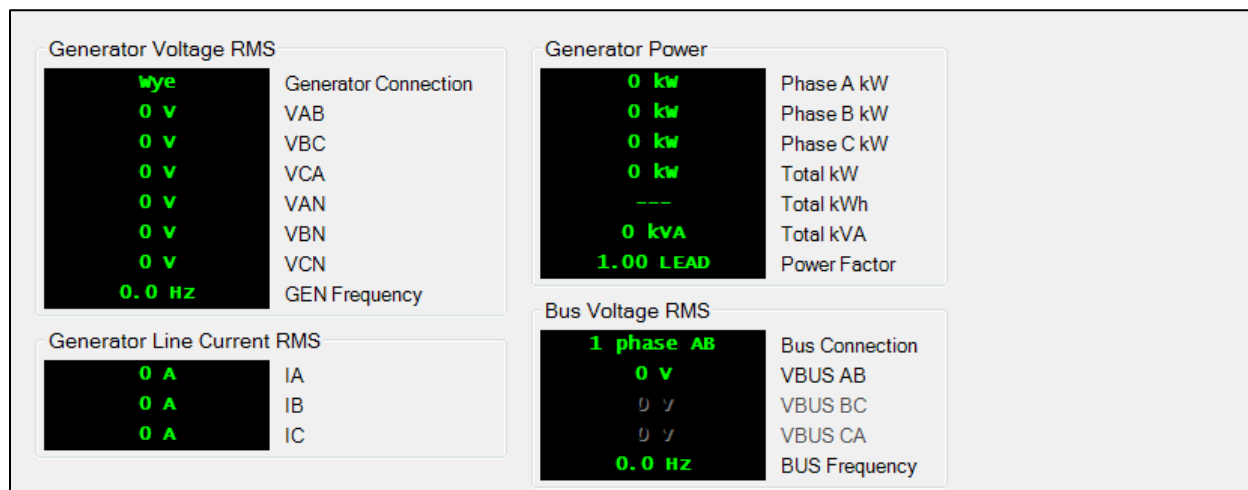 Generator Voltage RMS
Wye Generator Connection
0 V VAB
0 V VBC
0 V VCA
0 V VAN
0 V VBN
0 V VCN
0.0 Hz GEN Frequency
Generator Line Current RMS
0 A IA
0 A IB
0 A IC
Generator Power
0 kW Phase A kW
0 kW Phase B kW
0 kW Phase C kW
0 kW Total kW
--- Total kWh
0 kVA Total kVA
1.00 LEAD Power Factor
Bus Voltage RMS
1 phase AB Bus Connection
0 V VBUS AB
0 V VBUS BC
0 V VBUS CA
0.0 Hz BUS Frequency